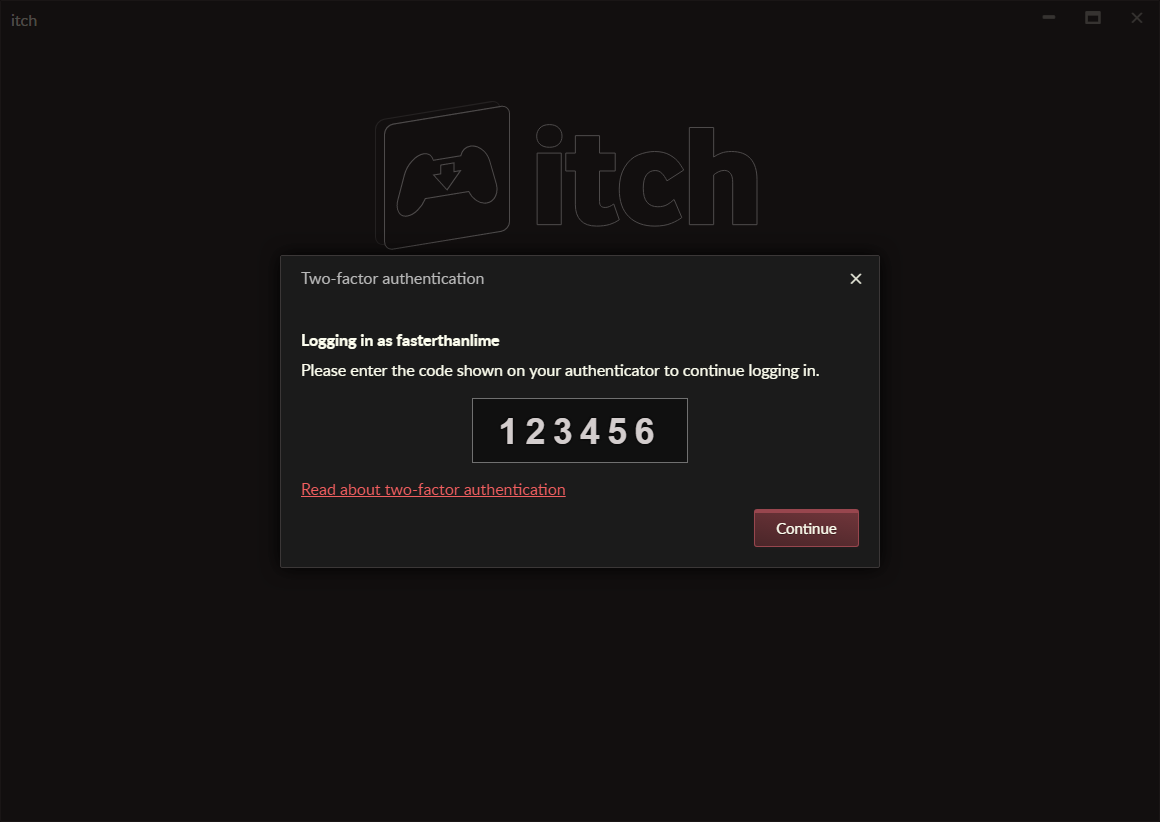 itch
itch
Two-factor authentication
Logging in as fasterthanlime
Please enter the code shown on your authenticator to continue logging in.
123456
Read about two-factor authentication
Continue